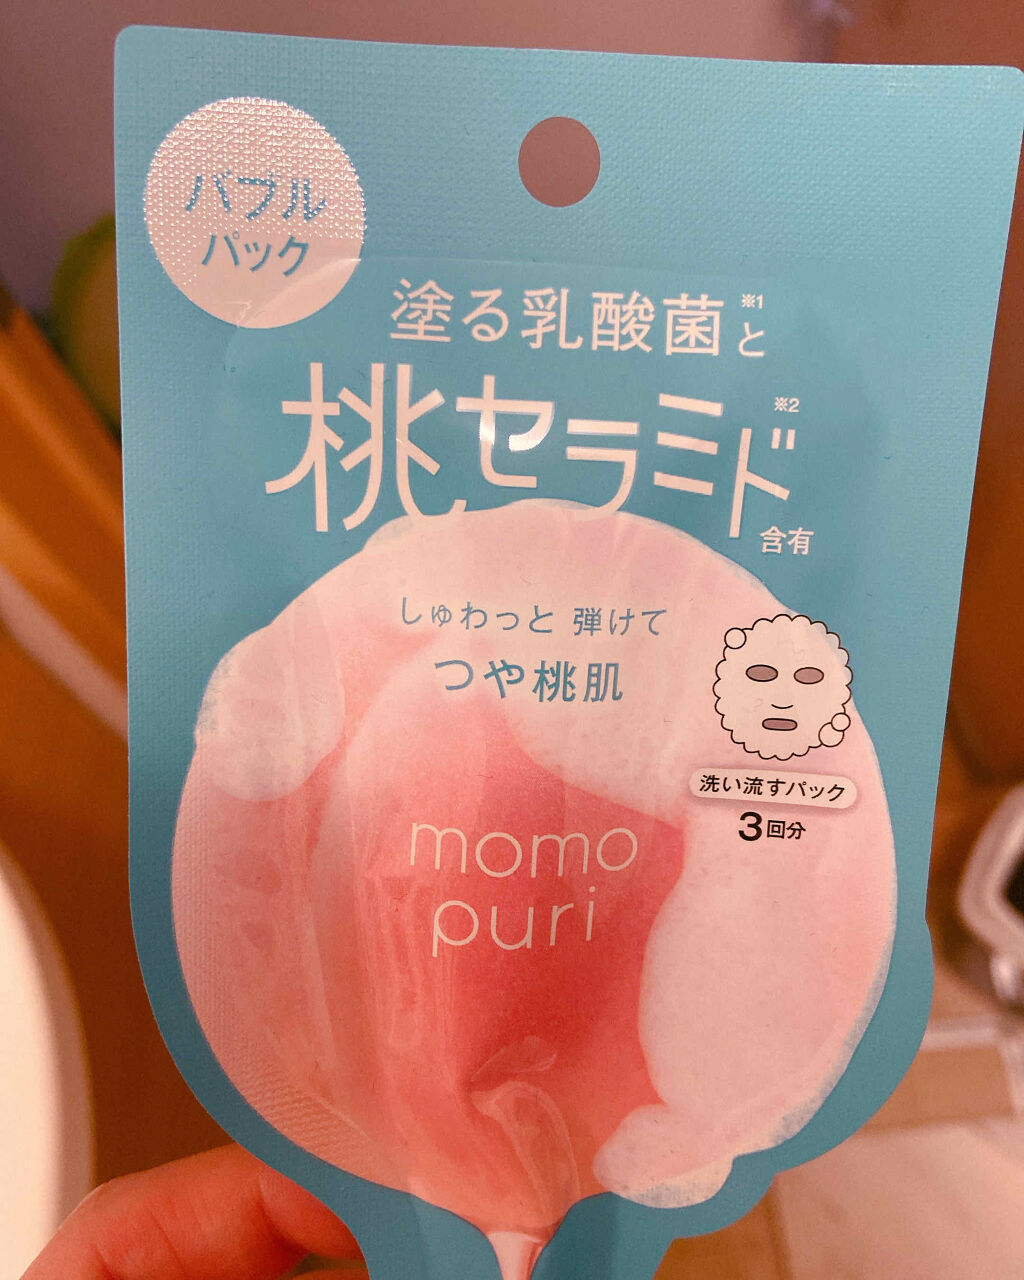 バブル
パック
塗る乳酸菌※1と
桃セラミド※2
含有
しゅわっと 弾けて
つや桃肌
洗い流すパック
3回分
momo
puri